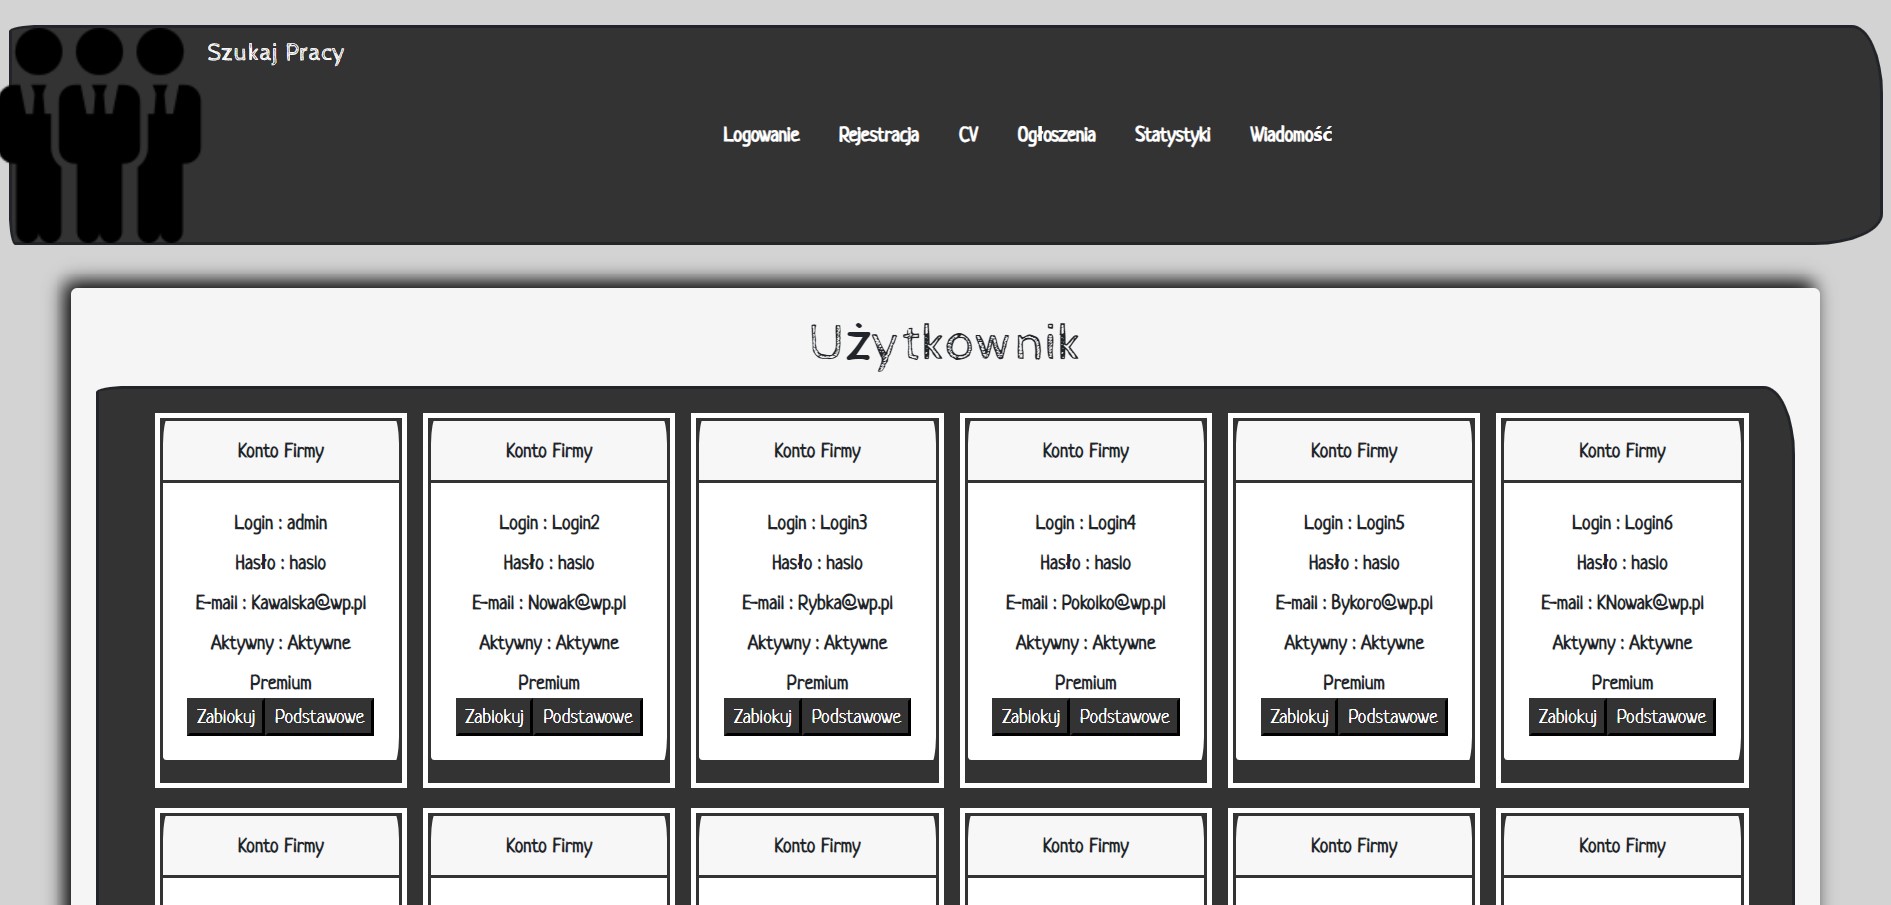 Szukaj Pracy
Logowanie Rejestracja CV Ogłoszenia Statystyki Wiadomość
Użytkownik
Konto Firmy
Login : admin
Hasło : haslo
E-mail : Kawalska@wp.pl
Aktywny : Aktywne
Premium
Zablokuj Podstawowe
Konto Firmy
Login : Login2
Hasło : haslo
E-mail : Nowak@wp.pl
Aktywny : Aktywne
Premium
Zablokuj Podstawowe
Konto Firmy
Login : Login3
Hasło : haslo
E-mail : Rybka@wp.pl
Aktywny : Aktywne
Premium
Zablokuj Podstawowe
Konto Firmy
Login : Login4
Hasło : haslo
E-mail : Pokolko@wp.pl
Aktywny : Aktywne
Premium
Zablokuj Podstawowe
Konto Firmy
Login : Login5
Hasło : haslo
E-mail : Bykoro@wp.pl
Aktywny : Aktywne
Premium
Zablokuj Podstawowe
Konto Firmy
Login : Login6
Hasło : haslo
E-mail : KNowak@wp.pl
Aktywny : Aktywne
Premium
Zablokuj Podstawowe
Konto Firmy
Konto Firmy
Konto Firmy
Konto Firmy
Konto Firmy
Konto Firmy